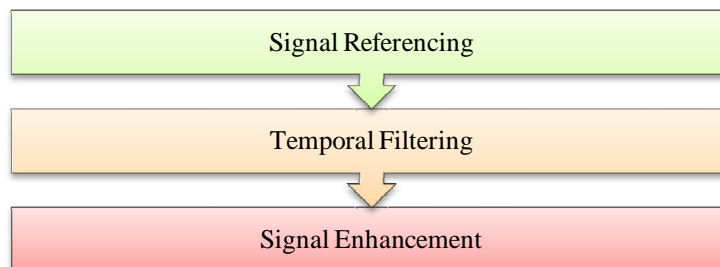 Signal Referencing
Temporal Filtering
Signal Enhancement